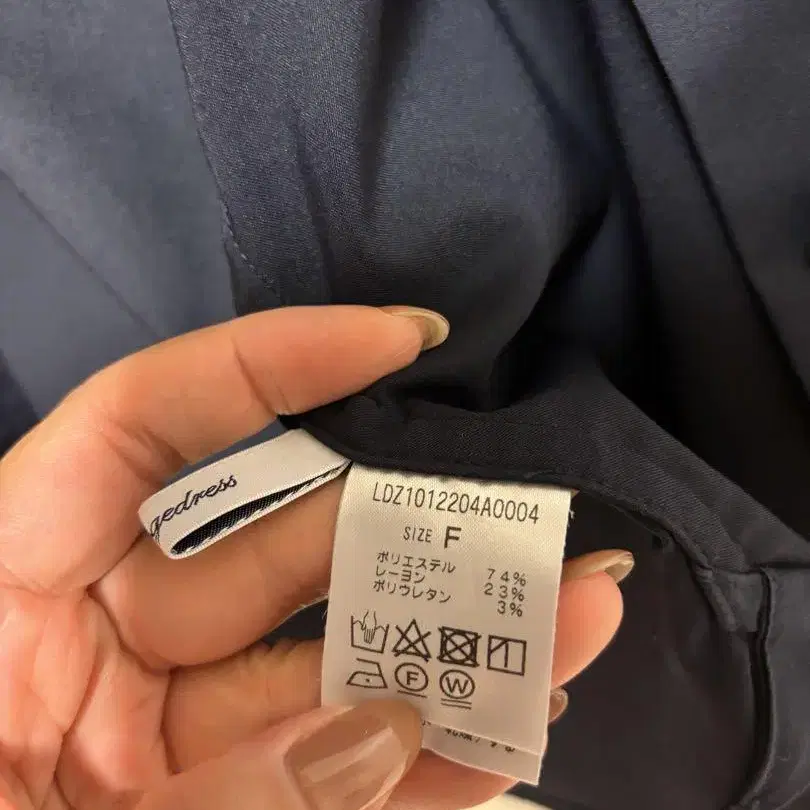 gedress
LDZ1012204A0004
SIZE F
ポリエステル 74%
レーヨン 23%
ポリウレタン 3%
F W